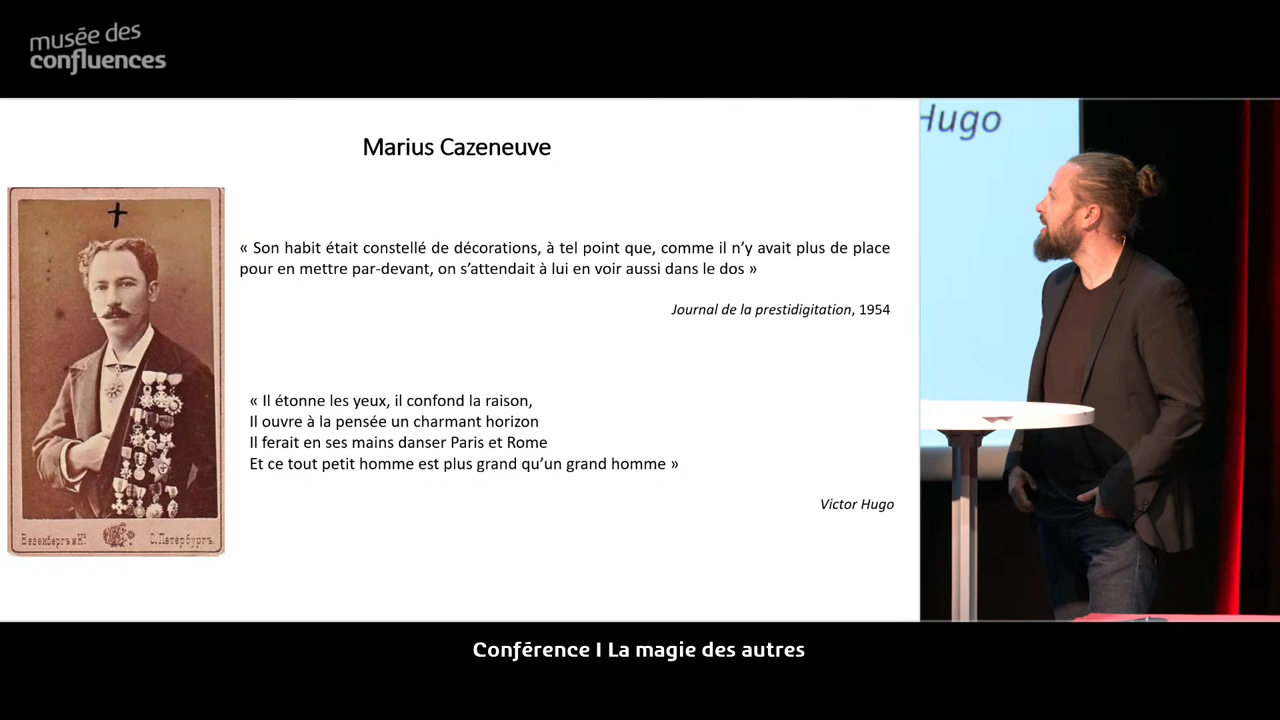 musée des
confluences
Hugo
Marius Cazeneuve
« Son habit était constellé de décorations, à tel point que, comme il n’y avait plus de place
pour en mettre par-devant, on s’attendait à lui en voir aussi dans le dos »
Journal de la prestidigitation, 1954
« Il étonne les yeux, il confond la raison,
Il ouvre à la pensée un charmant horizon
Il ferait en ses mains danser Paris et Rome
Et ce tout petit homme est plus grand qu’un grand homme »
Victor Hugo
Везенбергъ и Кº.
С. Петербургъ.
Conférence I La magie des autres